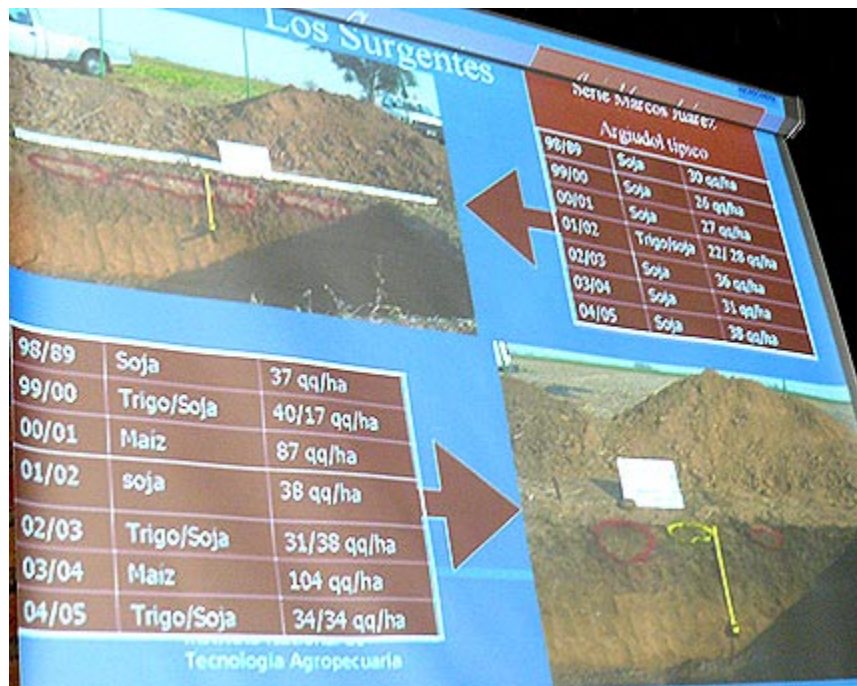 Los Surgentes
Serie Marcos Juárez
Argiudol típico
98/89 Soja 30 qq/ha
99/00 Soja 26 qq/ha
00/01 Soja 27 qq/ha
01/02 Trigo/soja 22/ 28 qq/ha
02/03 Soja 36 qq/ha
03/04 Soja 31 qq/ha
04/05 Soja 38 qq/ha
98/89 Soja 37 qq/ha
99/00 Trigo/Soja 40/17 qq/ha
00/01 Maíz 87 qq/ha
01/02 soja 38 qq/ha
02/03 Trigo/Soja 31/38 qq/ha
03/04 Maiz 104 qq/ha
04/05 Trigo/Soja 34/34 qq/ha
Tecnología Agropecuaria